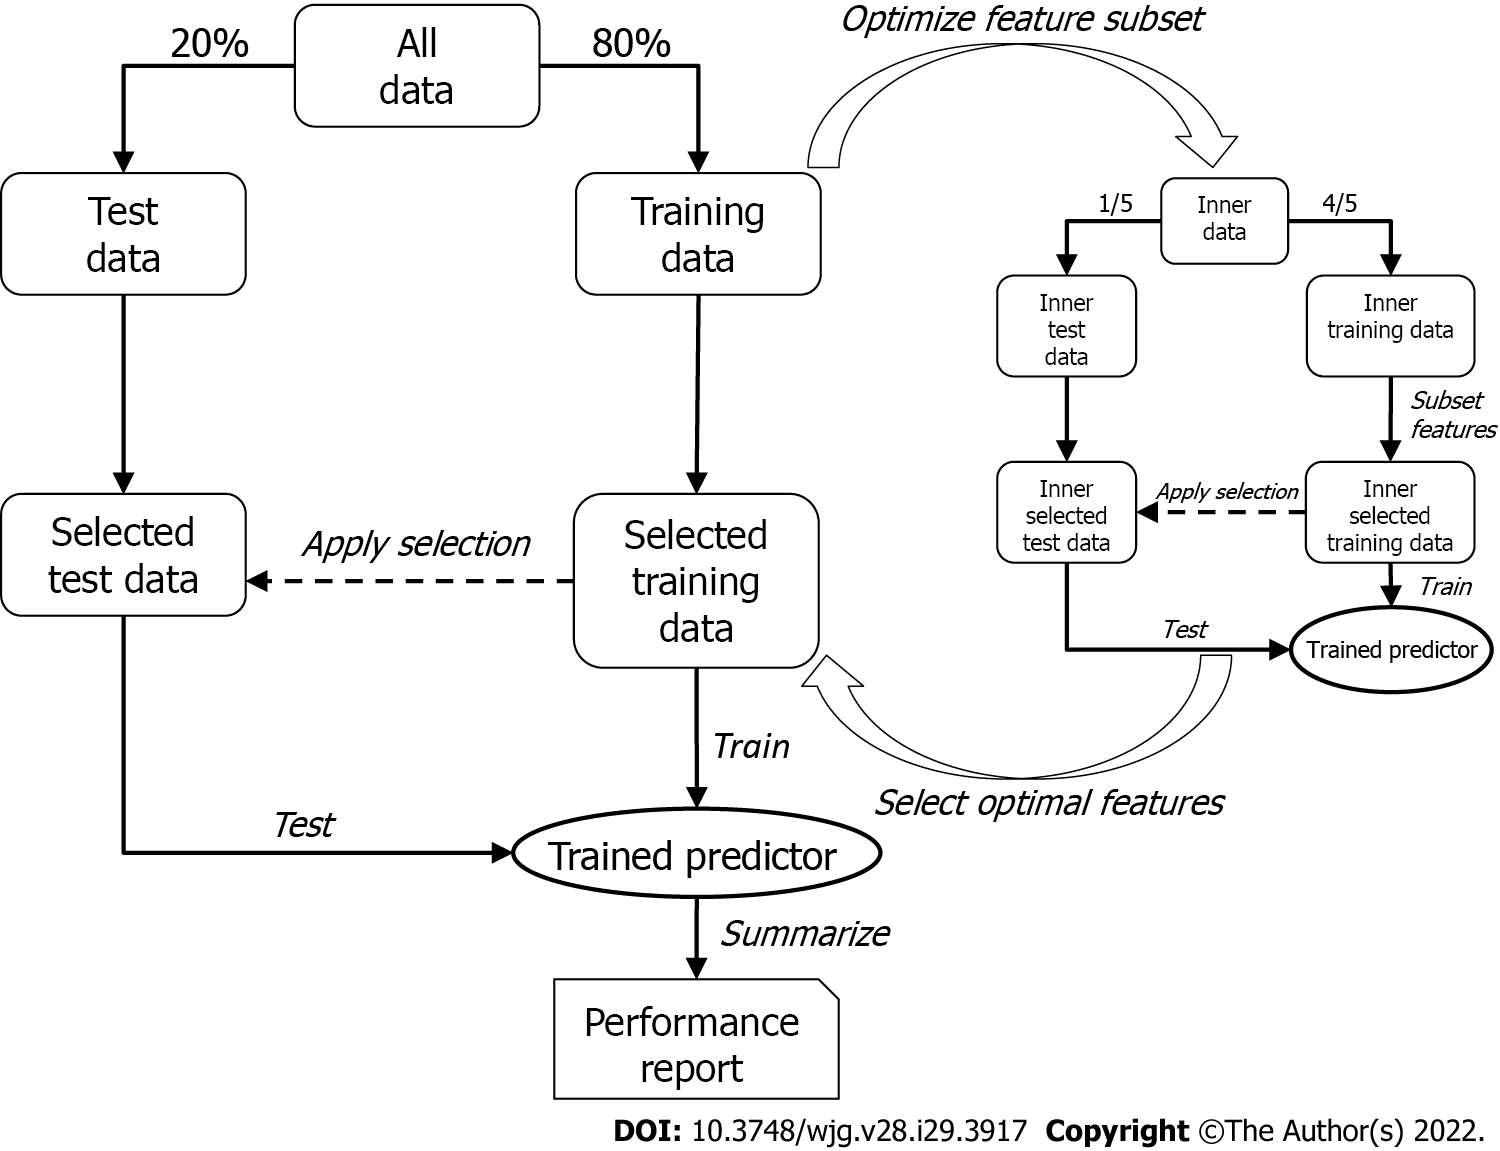 Optimize feature subset
20%
All
data
80%
Test
data
Training
data
1/5
Inner
data
4/5
Inner
test
data
Inner
training data
Subset
features
Selected
test data
Apply selection
Selected
training
data
Inner
selected
test data
Apply selection
Inner
selected
training data
Train
Test
Trained predictor
Train
Select optimal features
Test
Trained predictor
Summarize
Performance
report
DOI: 10.3748/wjg.v28.i29.3917 Copyright ©The Author(s) 2022.